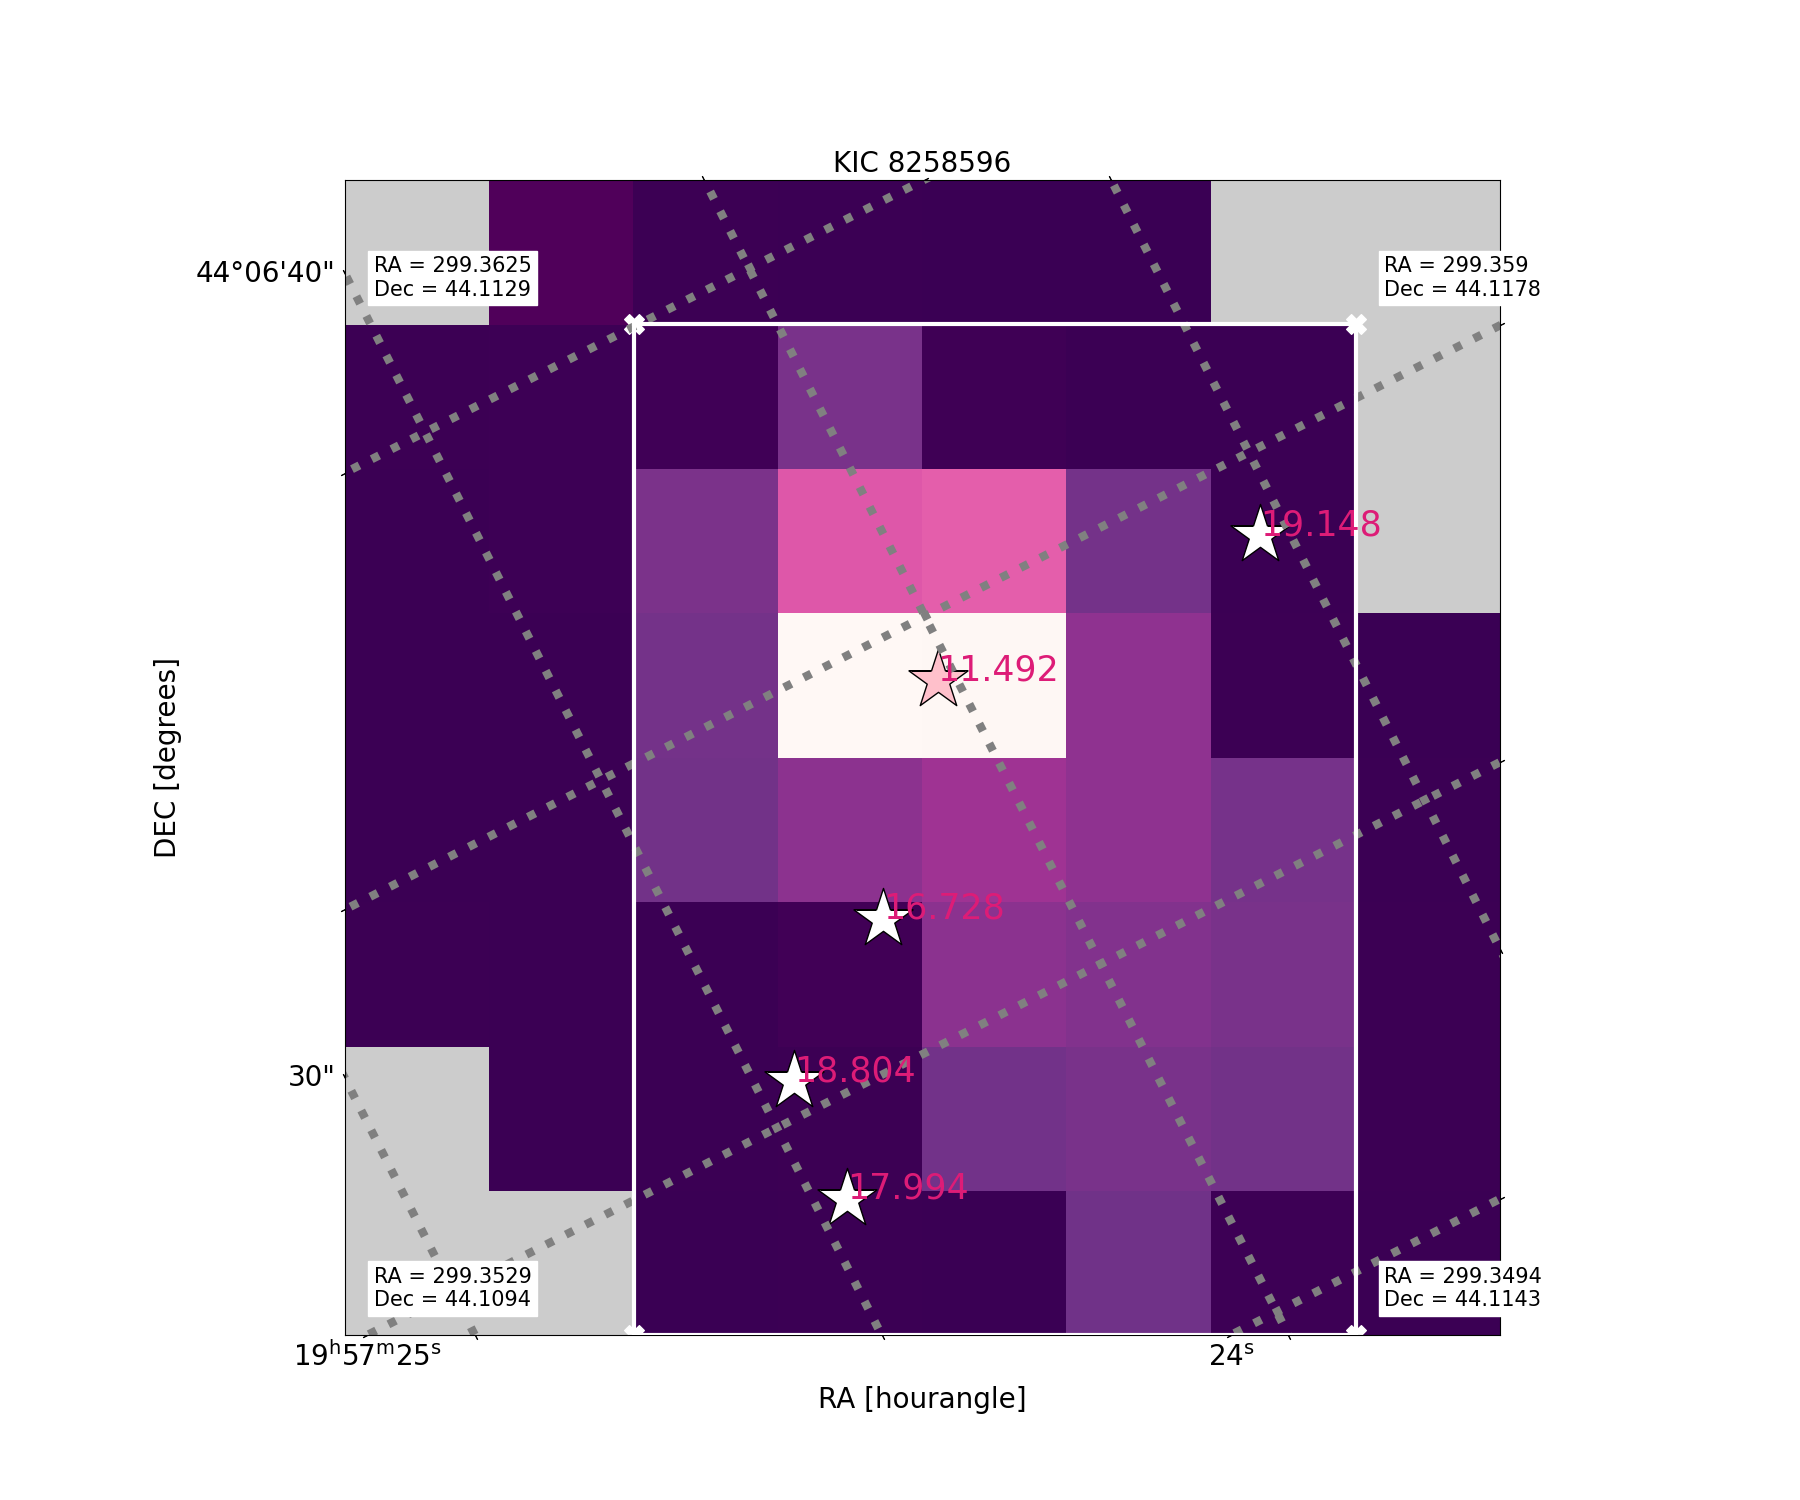 KIC 8258596
44°06'40"
RA = 299.3625
Dec = 44.1129
RA = 299.359
Dec = 44.1178
19.148
11.492
DEC [degrees]
16.728
18.804
30"
17.994
RA = 299.3529
Dec = 44.1094
RA = 299.3494
Dec = 44.1143
19ʰ57ᵐ25ˢ
24ˢ
RA [hourangle]